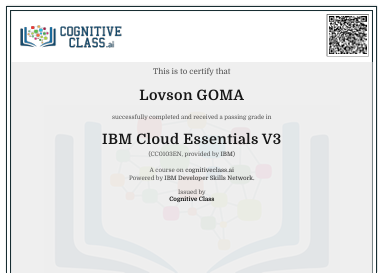 COGNITIVE
CLASS.ai
This is to certify that
Lovson GOMA
successfully completed and received a passing grade in
IBM Cloud Essentials V3
(CC0103EN, provided by IBM)
A course on cognitiveclass.ai
Powered by IBM Developer Skills Network.
Issued by
Cognitive Class